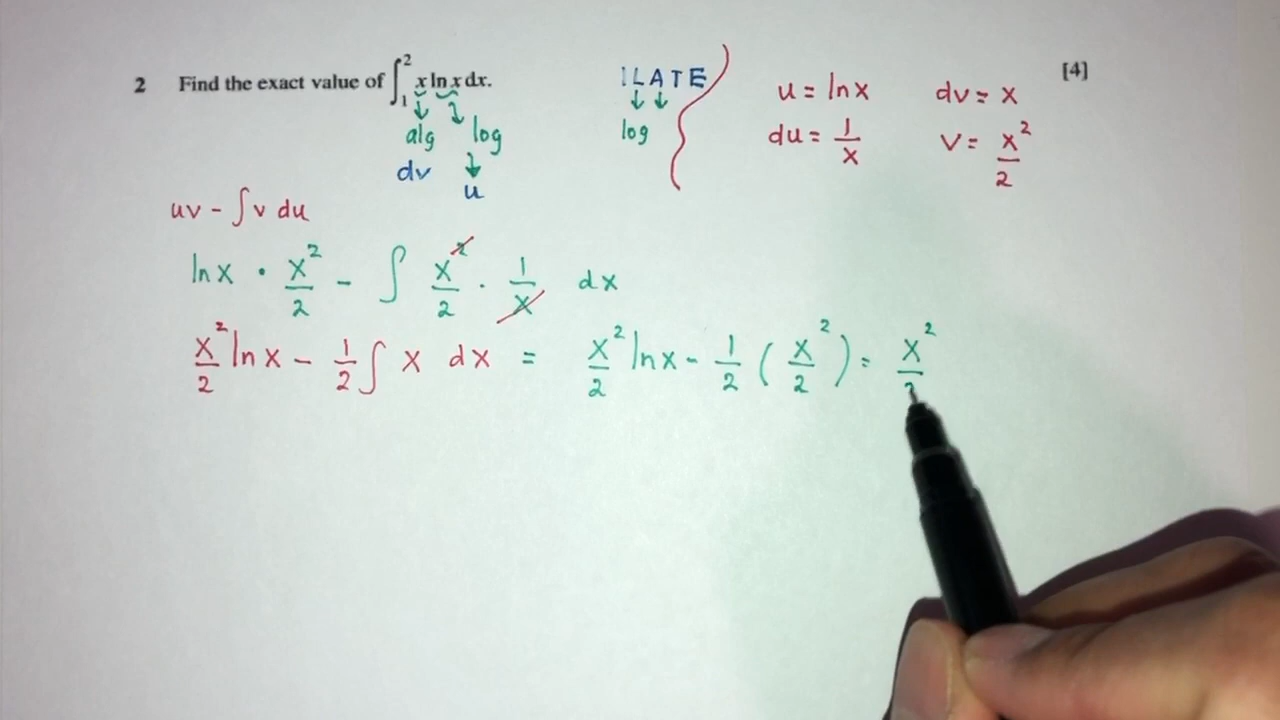 2 Find the exact value of ∫₁² x ln x dx. [4]
ILATE
alg log
log
dv u
u = ln x dv = x
du = 1/x v = x²/2
uv - ∫v du
ln x · x²/2 - ∫ x²/2 · 1/x dx
x²/2 ln x - 1/2 ∫ x dx = x²/2 ln x - 1/2 ( x²/2 ) = x²/2